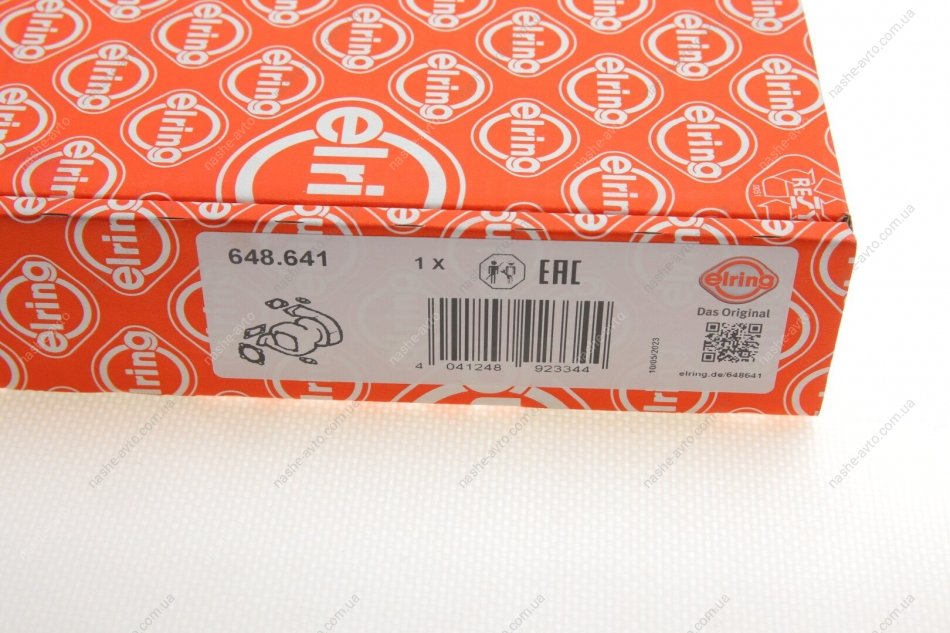 elring
elring
648.641
1 X
EAC
elring
Das Original
4 041248 923344
10/05/2023
elring.de/648641
nashe-avto.com.ua